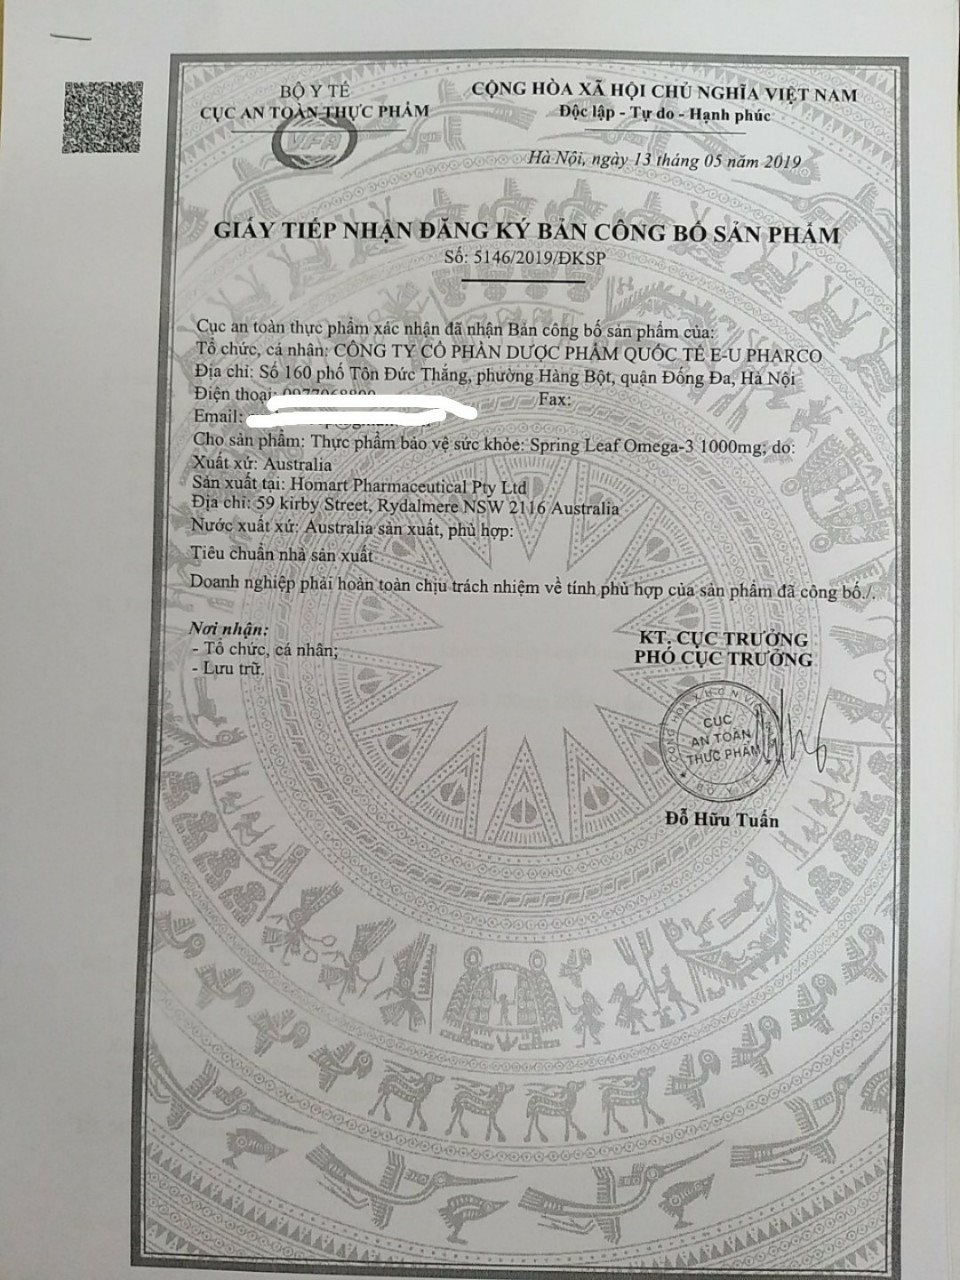 BỘ Y TẾ
CỤC AN TOÀN THỰC PHẨM
VFA
CỘNG HÒA XÃ HỘI CHỦ NGHĨA VIỆT NAM
Độc lập - Tự do - Hạnh phúc
Hà Nội, ngày 13 tháng 05 năm 2019
GIẤY TIẾP NHẬN ĐĂNG KÝ BẢN CÔNG BỐ SẢN PHẨM
Số: 5146/2019/ĐKSP
Cục an toàn thực phẩm xác nhận đã nhận Bản công bố sản phẩm của:
Tổ chức, cá nhân: CÔNG TY CỔ PHẦN DƯỢC PHẨM QUỐC TẾ E-U PHARCO
Địa chỉ: Số 160 phố Tôn Đức Thắng, phường Hàng Bột, quận Đống Đa, Hà Nội
Điện thoại: Fax:
Email:
Cho sản phẩm: Thực phẩm bảo vệ sức khỏe: Spring Leaf Omega-3 1000mg; do:
Xuất xứ: Australia
Sản xuất tại: Homart Pharmaceutical Pty Ltd
Địa chỉ: 59 kirby Street, Rydalmere NSW 2116 Australia
Nước xuất xứ: Australia sản xuất, phù hợp:
Tiêu chuẩn nhà sản xuất
Doanh nghiệp phải hoàn toàn chịu trách nhiệm về tính phù hợp của sản phẩm đã công bố./.
Nơi nhận:
- Tổ chức, cá nhân;
- Lưu trữ.
KT. CỤC TRƯỞNG
PHÓ CỤC TRƯỞNG
CỤC
AN TOÀN
THỰC PHẨM
Đỗ Hữu Tuấn